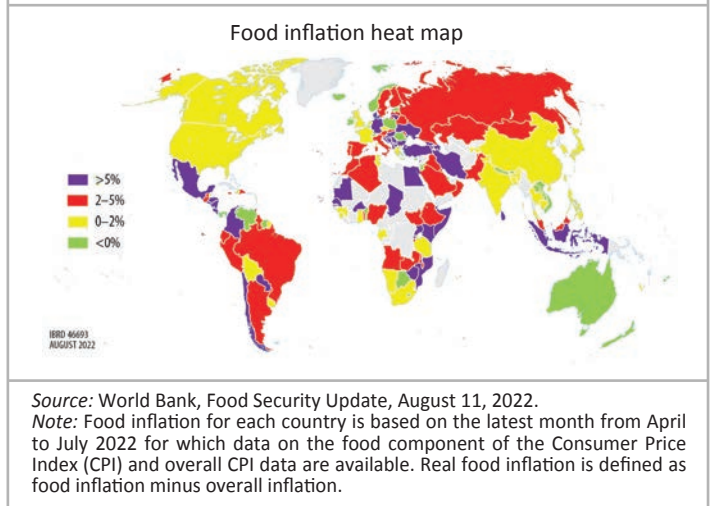 Food inflation heat map
>5%
2–5%
0–2%
<0%
IBRD 46693
AUGUST 2022
Source: World Bank, Food Security Update, August 11, 2022.
Note: Food inflation for each country is based on the latest month from April
to July 2022 for which data on the food component of the Consumer Price
Index (CPI) and overall CPI data are available. Real food inflation is defined as
food inflation minus overall inflation.